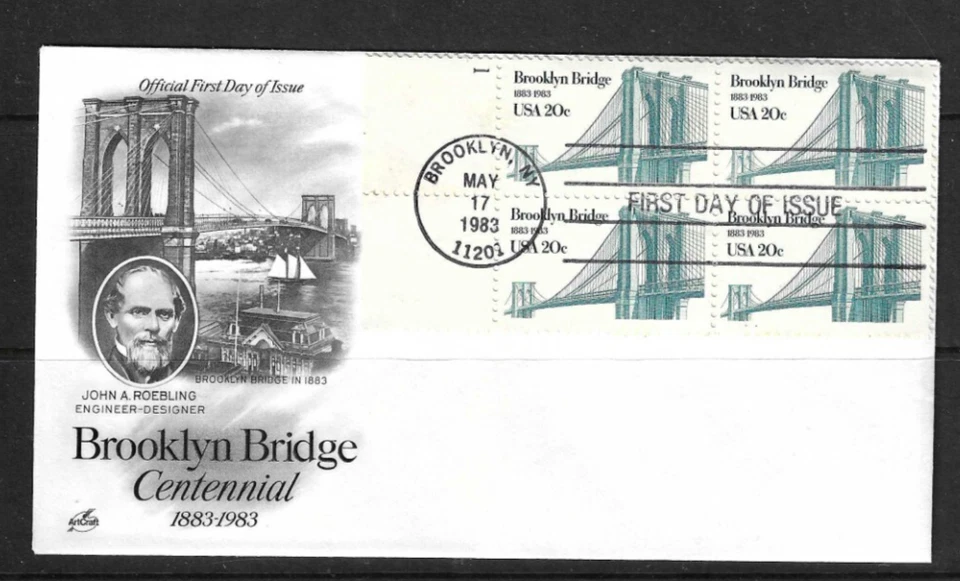 Official First Day of Issue
BROOKLYN BRIDGE IN 1883
JOHN A. ROEBLING
ENGINEER-DESIGNER
Brooklyn Bridge
Centennial
1883-1983
ArtCraft
1
Brooklyn Bridge
1883-1983
USA 20c
Brooklyn Bridge
1883-1983
USA 20c
BROOKLYN, NY
MAY
17
1983
11201
FIRST DAY OF ISSUE
Brooklyn Bridge
1883-1983
USA 20c
Brooklyn Bridge
1883-1983
USA 20c